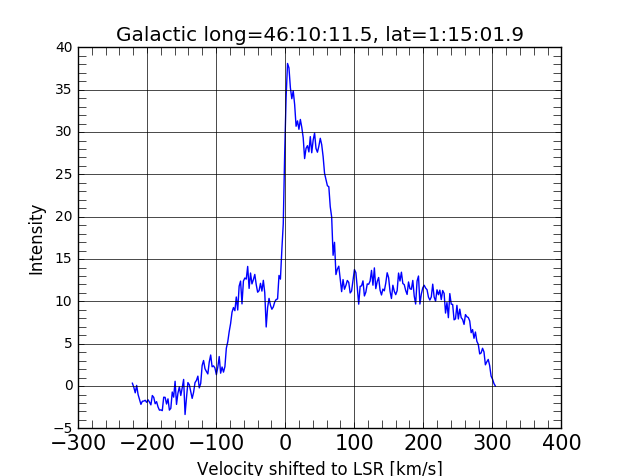 Galactic long=46:10:11.5, lat=1:15:01.9
40
35
30
25
20
15
10
5
0
−5
Intensity
−300 −200 −100 0 100 200 300 400
Velocity shifted to LSR [km/s]